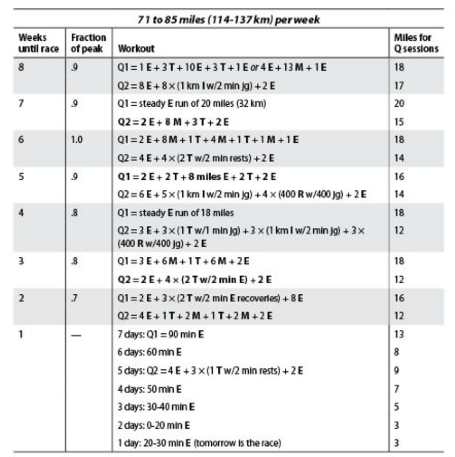 71 to 85 miles (114-137 km) per week
Weeks until race Fraction of peak Workout Miles for Q sessions
8 .9 Q1 = 1 E + 3 T + 10 E + 3 T + 1 E or 4 E + 13 M + 1 E 18
Q2 = 8 E + 8 × (1 km I w/2 min jg) + 2 E 17
7 .9 Q1 = steady E run of 20 miles (32 km) 20
Q2 = 2 E + 8 M + 3 T + 2 E 15
6 1.0 Q1 = 2 E + 8 M + 1 T + 4 M + 1 T + 1 M + 1 E 18
Q2 = 4 E + 4 × (2 T w/2 min rests) + 2 E 14
5 .9 Q1 = 2 E + 2 T + 8 miles E + 2 T + 2 E 16
Q2 = 6 E + 5 × (1 km I w/2 min jg) + 4 × (400 R w/400 jg) + 2 E 14
4 .8 Q1 = steady E run of 18 miles 18
Q2 = 3 E + 3 × (1 T w/1 min jg) + 3 × (1 km I w/2 min jg) + 3 × 12
(400 R w/400 jg) + 2 E
3 .8 Q1 = 3 E + 6 M + 1 T + 6 M + 2 E 18
Q2 = 2 E + 4 × (2 T w/2 min E) + 2 E 12
2 .7 Q1 = 2 E + 3 × (2 T w/2 min E recoveries) + 8 E 16
Q2 = 4 E + 1 T + 2 M + 1 T + 2 M + 2 E 12
1 — 7 days: Q1 = 90 min E 13
6 days: 60 min E 8
5 days: Q2 = 4 E + 3 × (1 T w/2 min rests) + 2 E 9
4 days: 50 min E 7
3 days: 30-40 min E 5
2 days: 0-20 min E 3
1 day: 20-30 min E (tomorrow is the race) 3